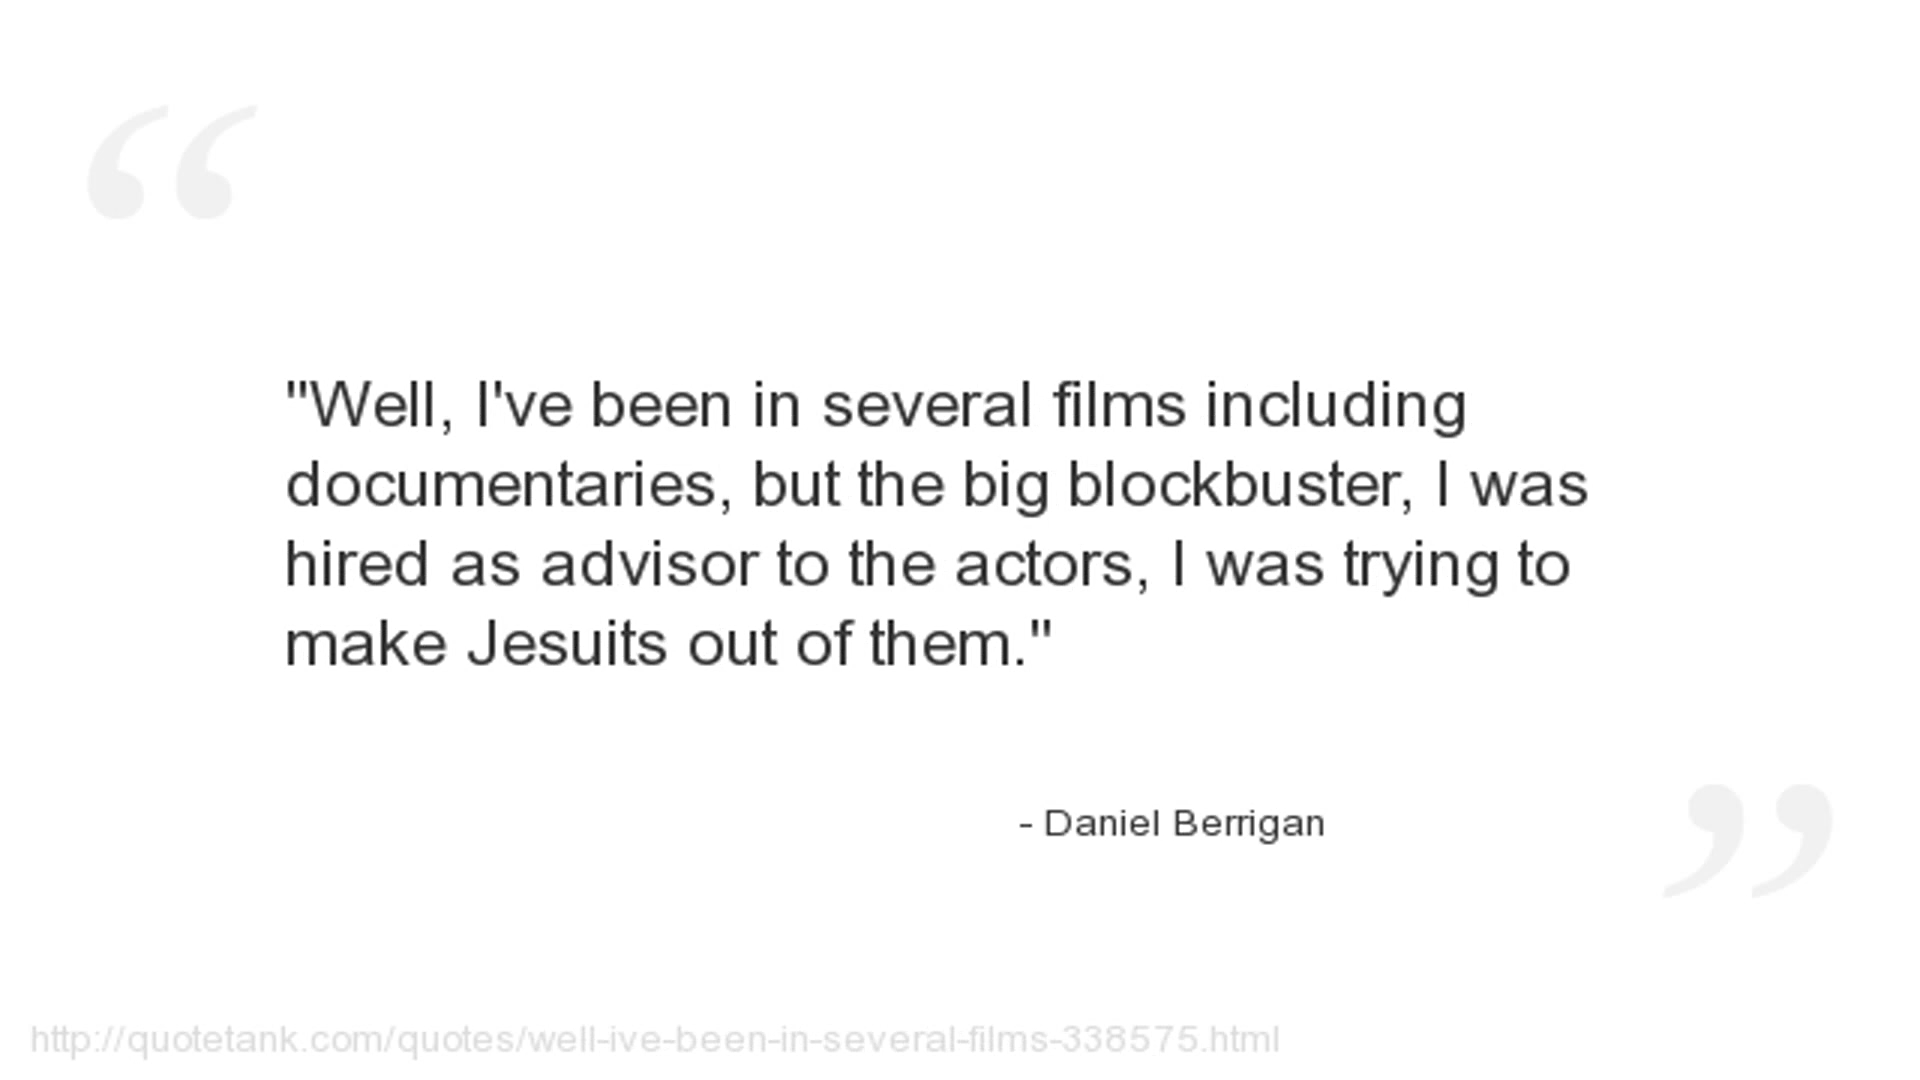 "Well, I've been in several films including
documentaries, but the big blockbuster, I was
hired as advisor to the actors, I was trying to
make Jesuits out of them."
- Daniel Berrigan
http://quotetank.com/quotes/well-ive-been-in-several-films-338575.html